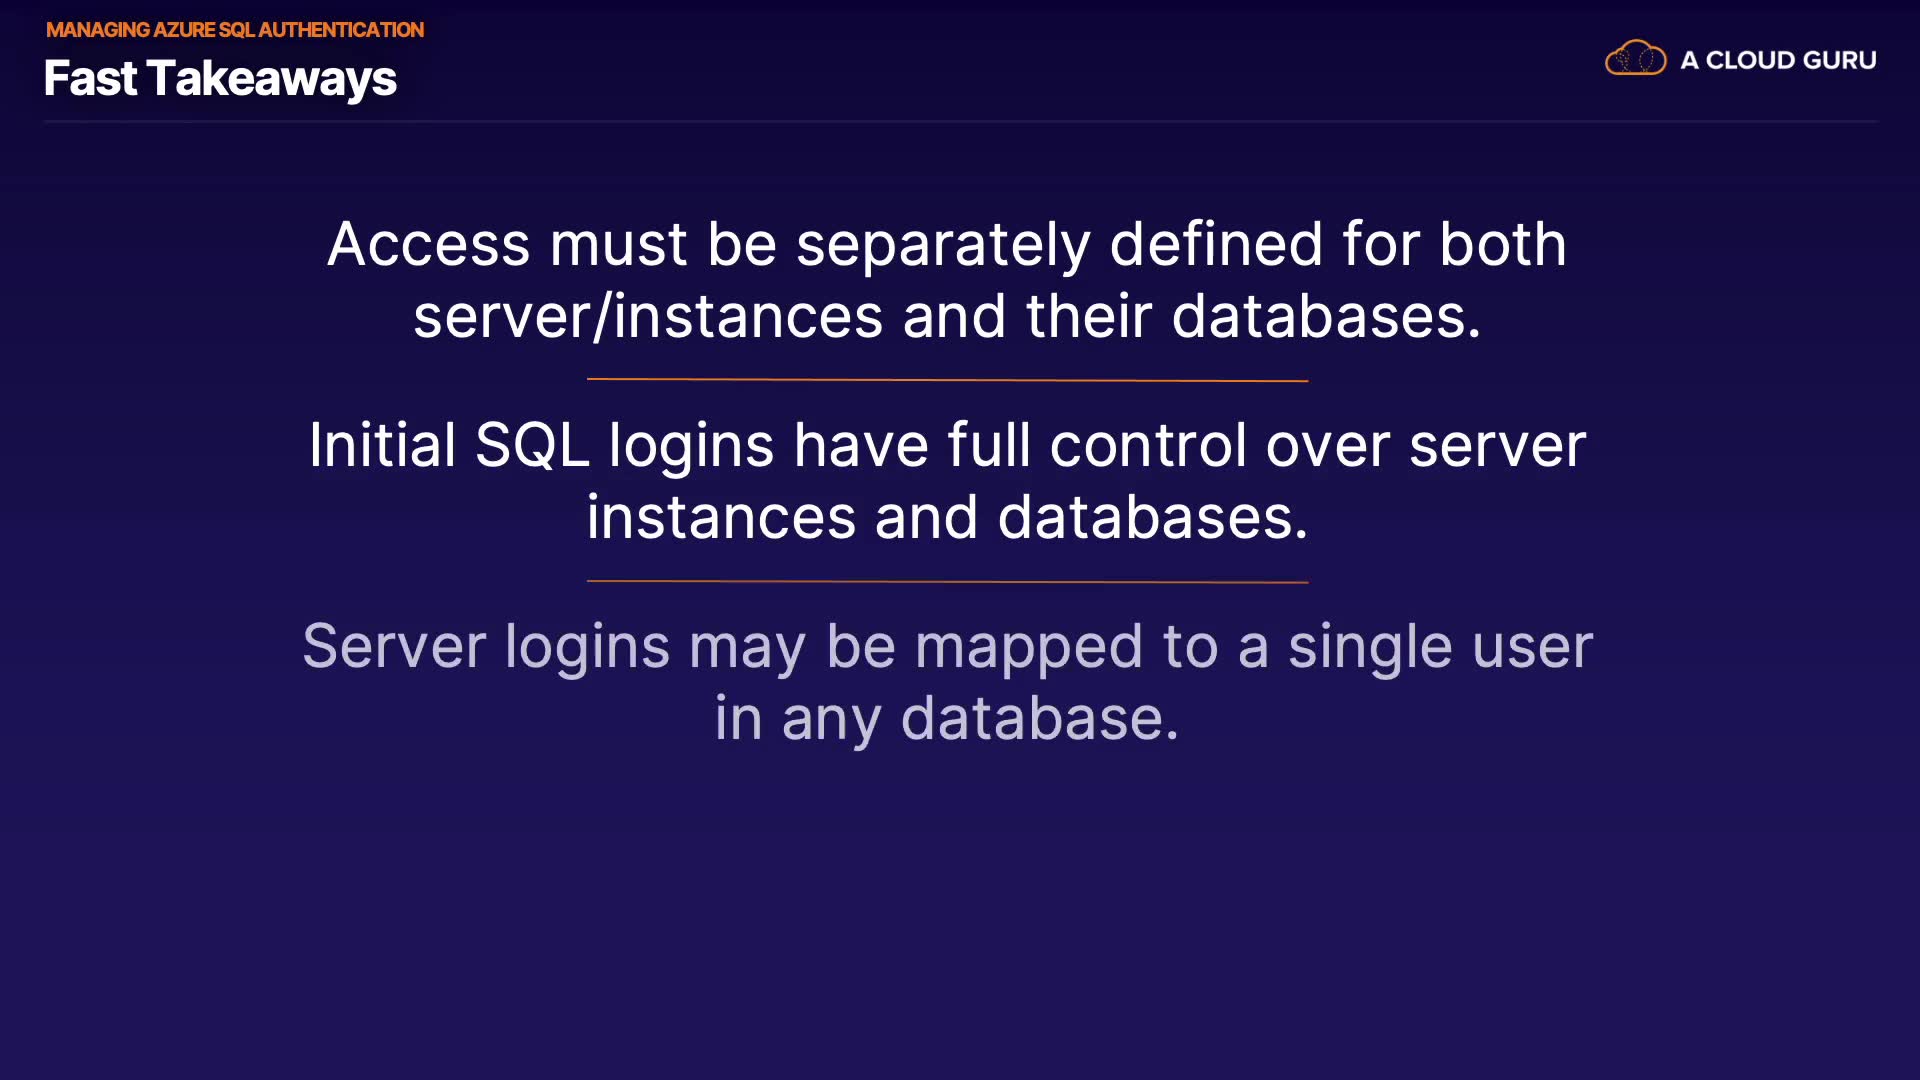 MANAGING AZURE SQL AUTHENTICATION
Fast Takeaways
A CLOUD GURU
Access must be separately defined for both
server/instances and their databases.
Initial SQL logins have full control over server
instances and databases.
Server logins may be mapped to a single user
in any database.